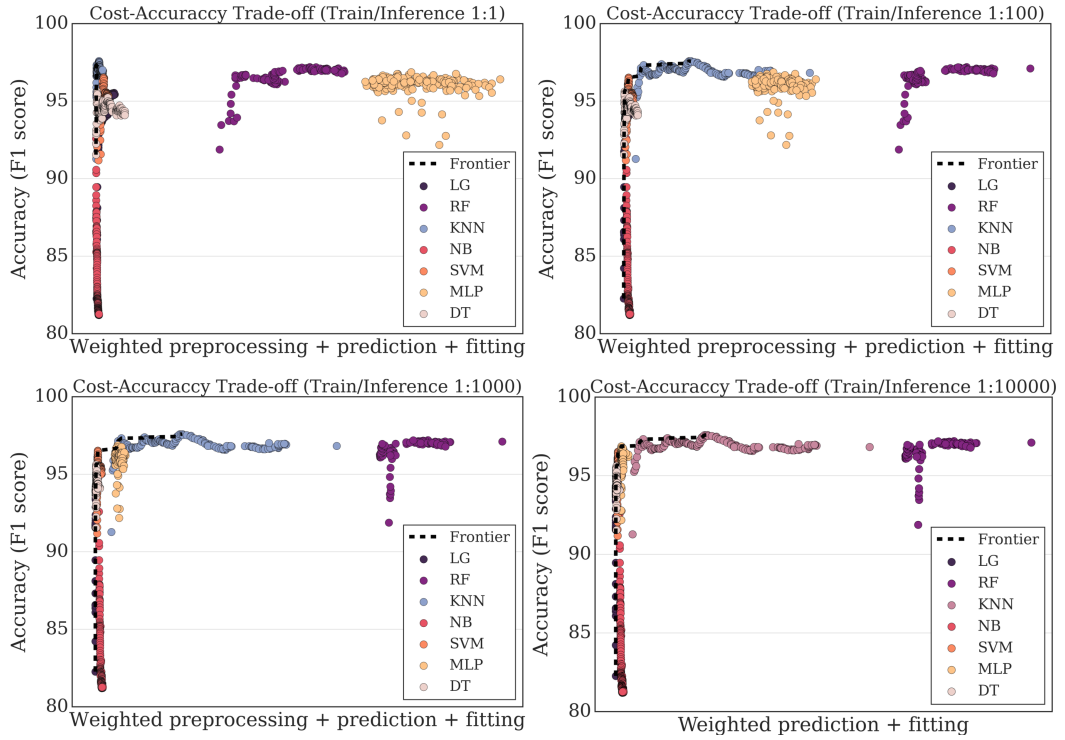 Cost-Accuraccy Trade-off (Train/Inference 1:1)
100
95
90
85
80
Accuracy (F1 score)
Frontier
LG
RF
KNN
NB
SVM
MLP
DT
Weighted preprocessing + prediction + fitting
Cost-Accuraccy Trade-off (Train/Inference 1:100)
100
95
90
85
80
Accuracy (F1 score)
Frontier
LG
RF
KNN
NB
SVM
MLP
DT
Weighted preprocessing + prediction + fitting
Cost-Accuraccy Trade-off (Train/Inference 1:1000)
100
95
90
85
80
Accuracy (F1 score)
Frontier
LG
RF
KNN
NB
SVM
MLP
DT
Weighted preprocessing + prediction + fitting
Cost-Accuraccy Trade-off (Train/Inference 1:10000)
100
95
90
85
80
Accuracy (F1 score)
Frontier
LG
RF
KNN
NB
SVM
MLP
DT
Weighted prediction + fitting